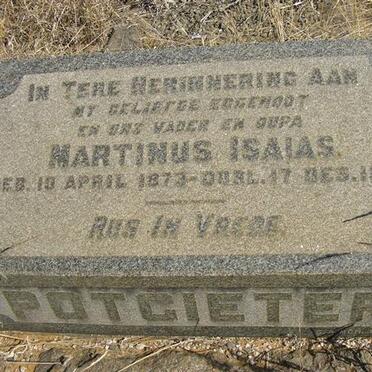 IN TERE HERINNERING AAN
MY GELIEFDE EGGENOOT
EN ONS VADER EN OUPA
MARTINUS ISAIAS.
GEB. 10 APRIL 1873-OORL. 17 DES. 1
RUS IN VREDE.
POTGIETER